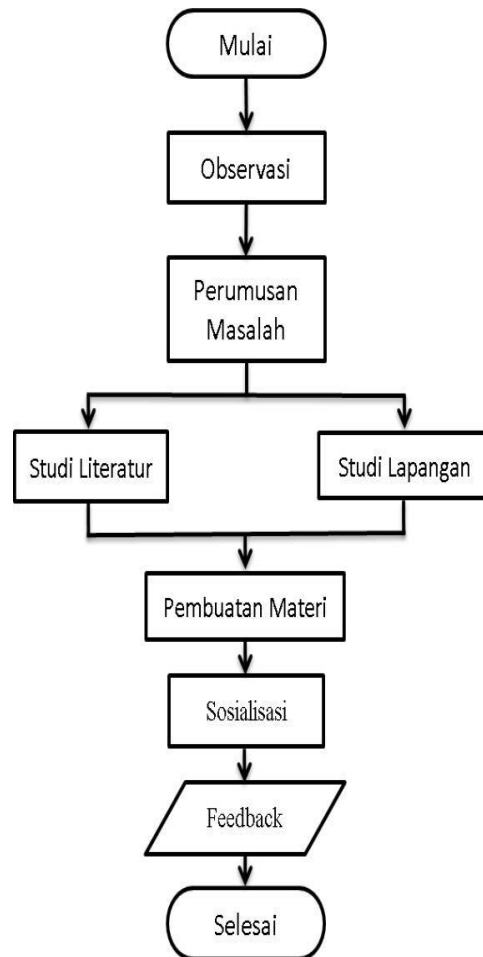 Mulai
Observasi
Perumusan
Masalah
Studi Literatur
Studi Lapangan
Pembuatan Materi
Sosialisasi
Feedback
Selesai